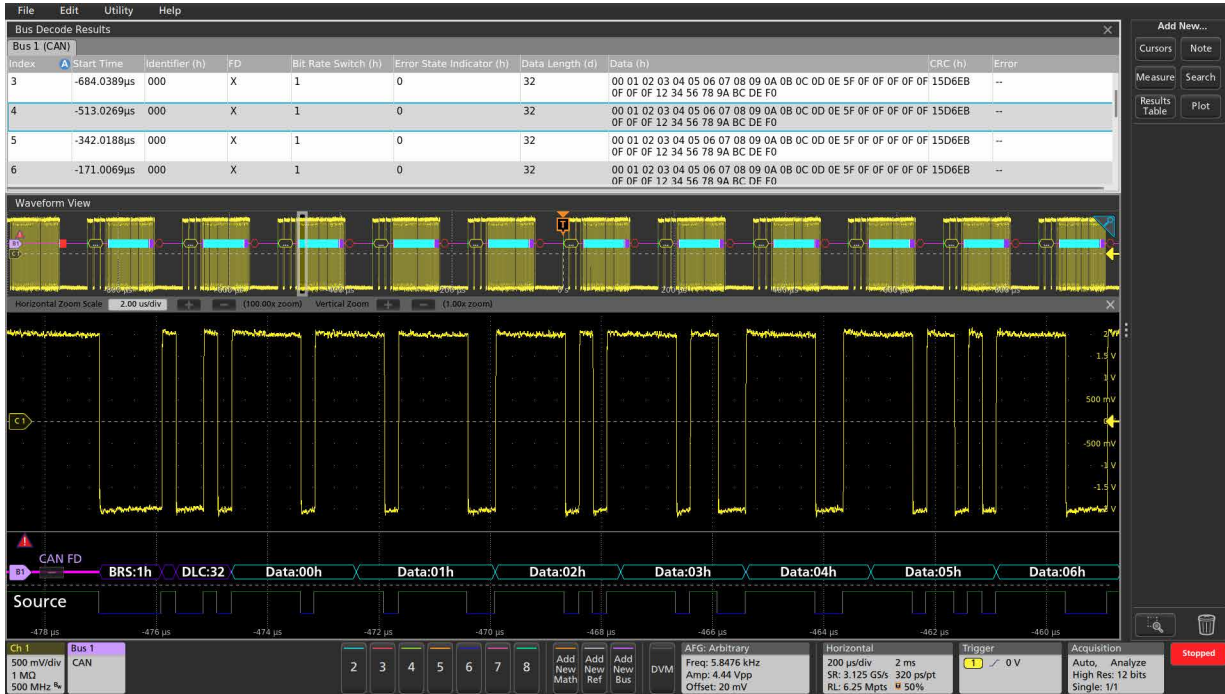 File Edit Utility Help
Bus Decode Results
Add New...
Bus 1 (CAN)
Cursors Note
Index Start Time Identifier (h) FD Bit Rate Switch (h) Error State Indicator (h) Data Length (d) Data (h) CRC (h) Error
3 -684.0389µs 000 X 1 0 32 00 01 02 03 04 05 06 07 08 09 0A 0B 0C 0D 0E 5F 0F 0F 0F 0F 0F 15D6EB --
0F 0F 0F 12 34 56 78 9A BC DE F0
Measure Search
4 -513.0269µs 000 X 1 0 32 00 01 02 03 04 05 06 07 08 09 0A 0B 0C 0D 0E 5F 0F 0F 0F 0F 0F 15D6EB --
0F 0F 0F 12 34 56 78 9A BC DE F0
Results Table Plot
5 -342.0188µs 000 X 1 0 32 00 01 02 03 04 05 06 07 08 09 0A 0B 0C 0D 0E 5F 0F 0F 0F 0F 0F 15D6EB --
0F 0F 0F 12 34 56 78 9A BC DE F0
6 -171.0069µs 000 X 1 0 32 00 01 02 03 04 05 06 07 08 09 0A 0B 0C 0D 0E 5F 0F 0F 0F 0F 0F 15D6EB --
0F 0F 0F 12 34 56 78 9A BC DE F0
Waveform View
T
B1
C1
Horizontal Zoom Scale 2.00 us/div + − (100.00x zoom) Vertical Zoom + − (1.00x zoom)
1.5 V
1 V
500 mV
C1
-500 mV
-1 V
-1.5 V
CAN FD
B1 BRS:1h DLC:32 Data:00h Data:01h Data:02h Data:03h Data:04h Data:05h Data:06h
Source
-478 µs -476 µs -474 µs -472 µs -470 µs -468 µs -466 µs -464 µs -462 µs -460 µs
Ch 1
500 mV/div
1 MΩ
500 MHz
Bus 1
CAN
2 3 4 5 6 7 8
Add New Math
Add New Ref
Add New Bus
DVM
AFG: Arbitrary
Freq: 5.8476 kHz
Amp: 4.44 Vpp
Offset: 20 mV
Horizontal
200 µs/div 2 ms
SR: 3.125 GS/s 320 ps/pt
RL: 6.25 Mpts 50%
Trigger
1 0 V
Acquisition
Auto, Analyze
High Res: 12 bits
Single: 1/1
Stopped